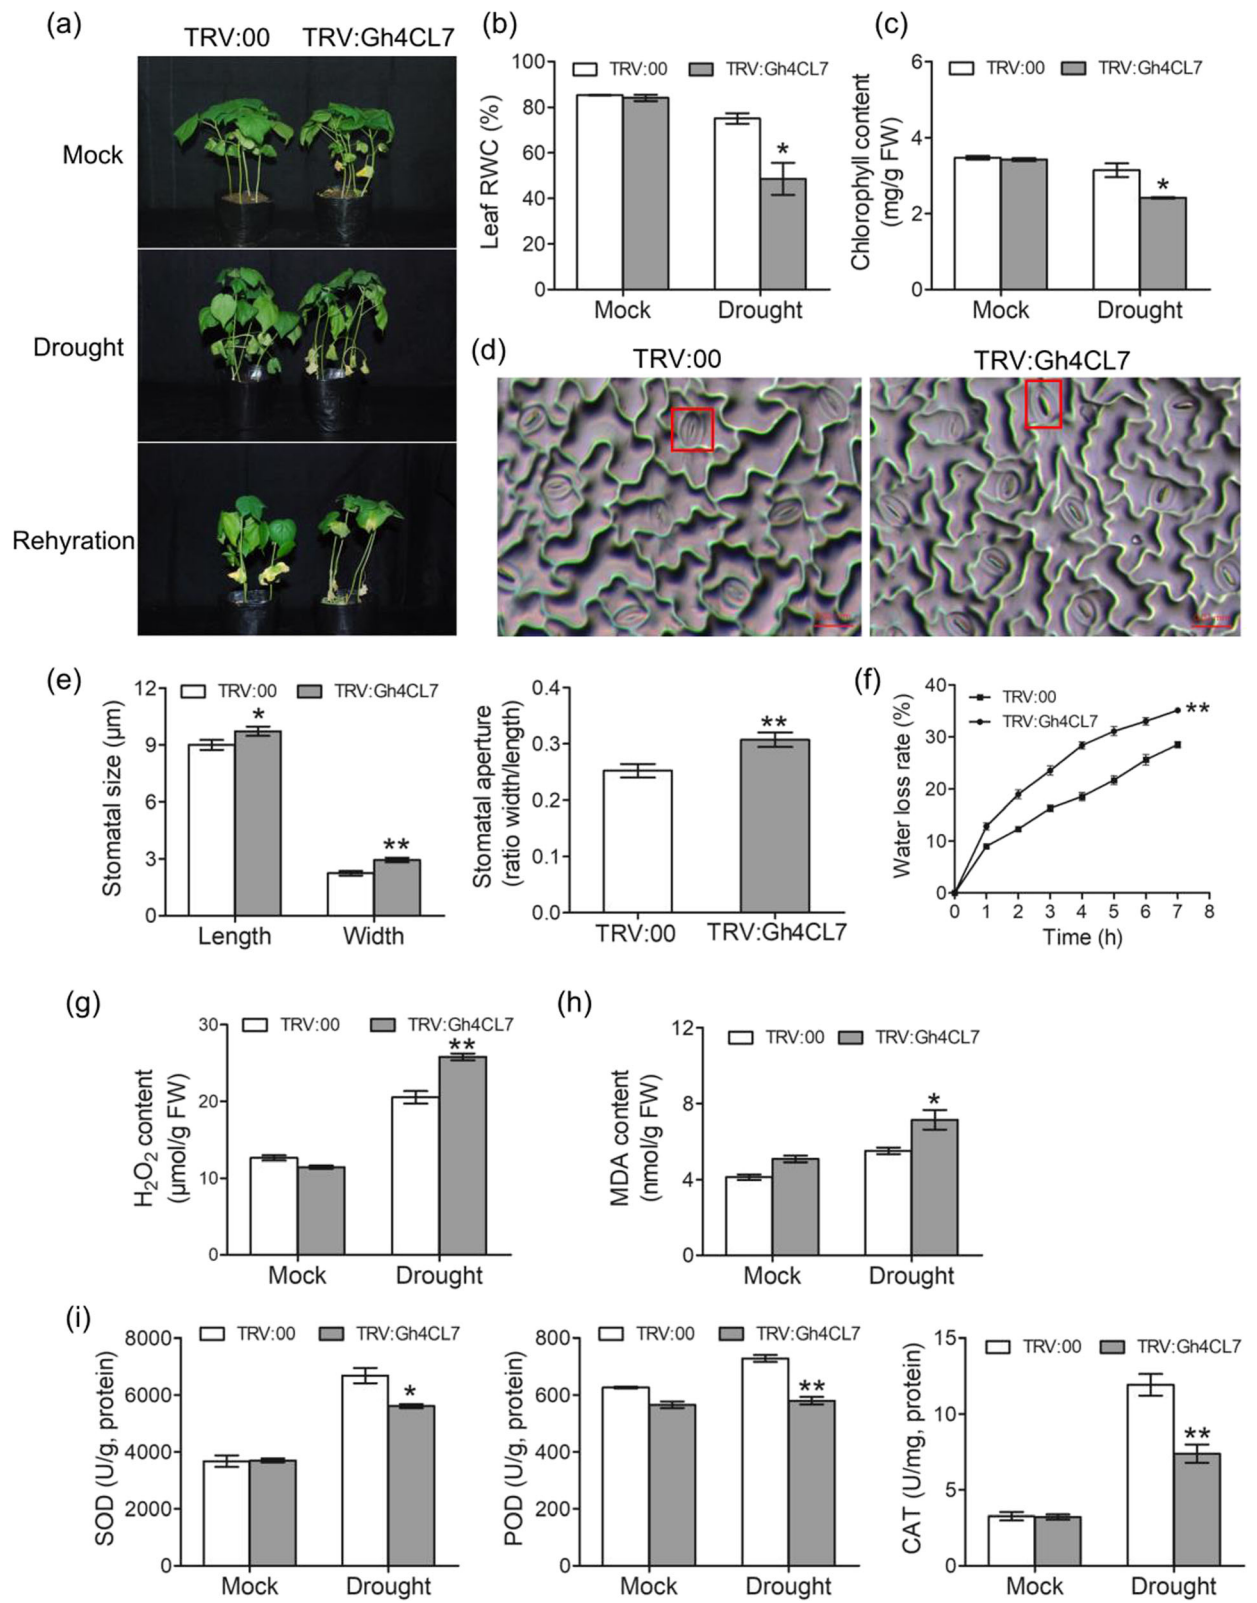 (a)
TRV:00 TRV:Gh4CL7
Mock
Drought
Rehyration
(b)
TRV:00 TRV:Gh4CL7
Leaf RWC (%)
100
80
60
40
20
0
*
Mock Drought
(c)
TRV:00 TRV:Gh4CL7
Chlorophyll content
(mg/g FW)
6
4
2
0
*
Mock Drought
(d)
TRV:00 TRV:Gh4CL7
(e)
TRV:00 TRV:Gh4CL7
Stomatal size (μm)
12
9
6
3
0
*
**
Length Width
Stomatal aperture
(ratio width/length)
0.4
0.3
0.2
0.1
0.0
**
TRV:00 TRV:Gh4CL7
(f)
TRV:00
TRV:Gh4CL7
Water loss rate (%)
40
30
20
10
0
**
0 1 2 3 4 5 6 7 8
Time (h)
(g)
TRV:00 TRV:Gh4CL7
H2O2 content
(μmol/g FW)
30
20
10
0
**
Mock Drought
(h)
TRV:00 TRV:Gh4CL7
MDA content
(nmol/g FW)
12
8
4
0
*
Mock Drought
(i)
TRV:00 TRV:Gh4CL7
SOD (U/g, protein)
8000
6000
4000
2000
0
*
Mock Drought
TRV:00 TRV:Gh4CL7
POD (U/g, protein)
800
600
400
200
0
**
Mock Drought
TRV:00 TRV:Gh4CL7
CAT (U/mg, protein)
15
10
5
0
**
Mock Drought